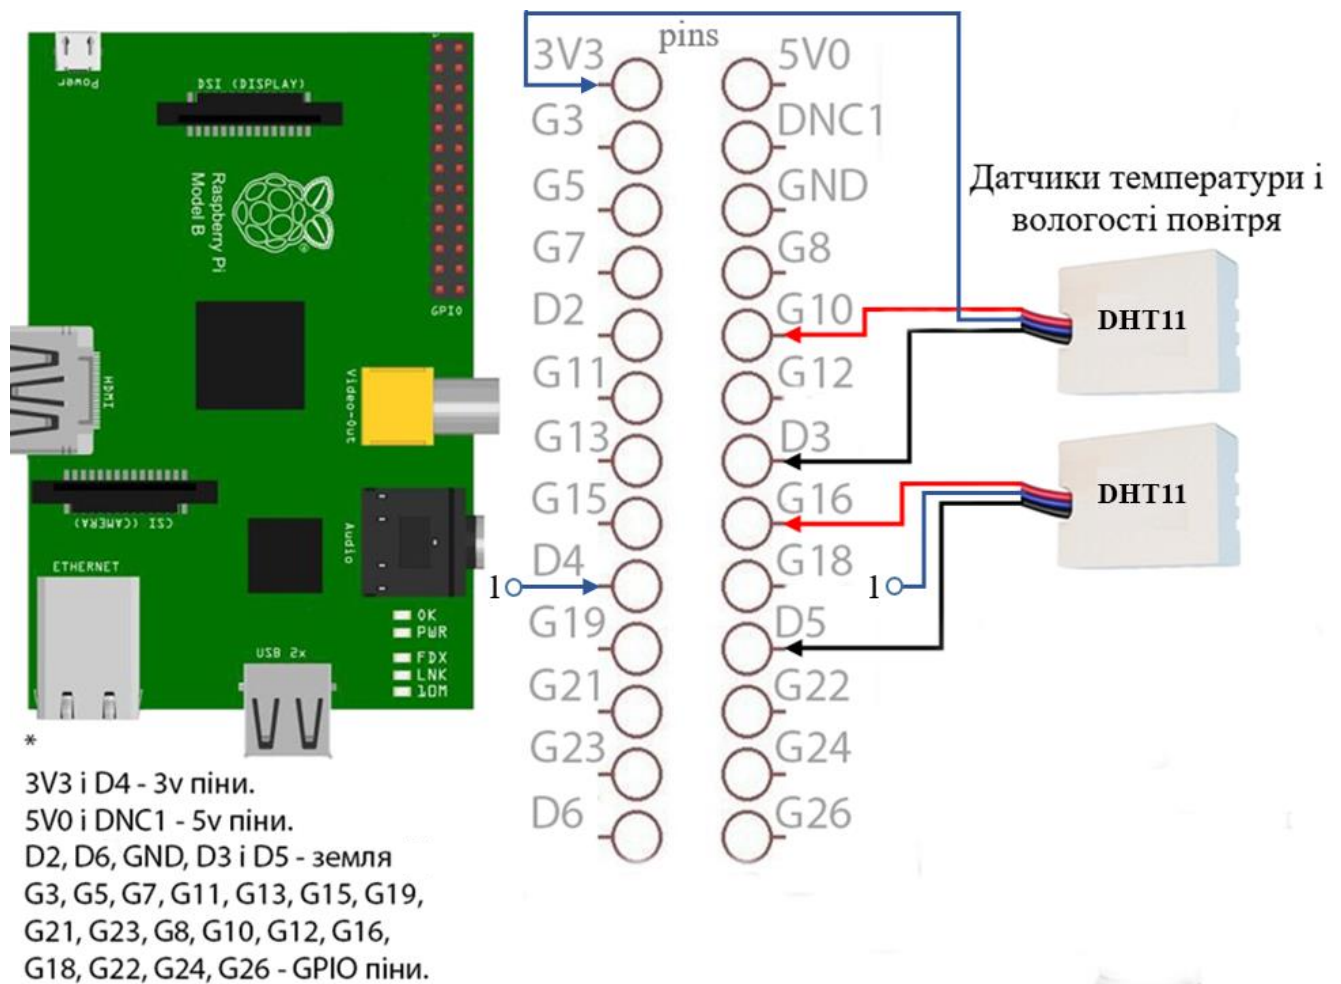 pins
3V3
5V0
G3
DNC1
G5
GND
G7
G8
D2
G10
G11
G12
G13
D3
G15
G16
1
D4
1
G18
G19
D5
G21
G22
G23
G24
D6
G26
Датчики температури і
вологості повітря
DHT11
DHT11
Power
DSI (DISPLAY)
Raspberry Pi
Model B
®
GPIO
HDMI
Video-Out
CSI (CAMERA)
Audio
ETHERNET
OK
PWR
FDX
LNK
10M
USB 2x
*
3V3 і D4 - 3v піни.
5V0 і DNC1 - 5v піни.
D2, D6, GND, D3 і D5 - земля
G3, G5, G7, G11, G13, G15, G19,
G21, G23, G8, G10, G12, G16,
G18, G22, G24, G26 - GPIO піни.